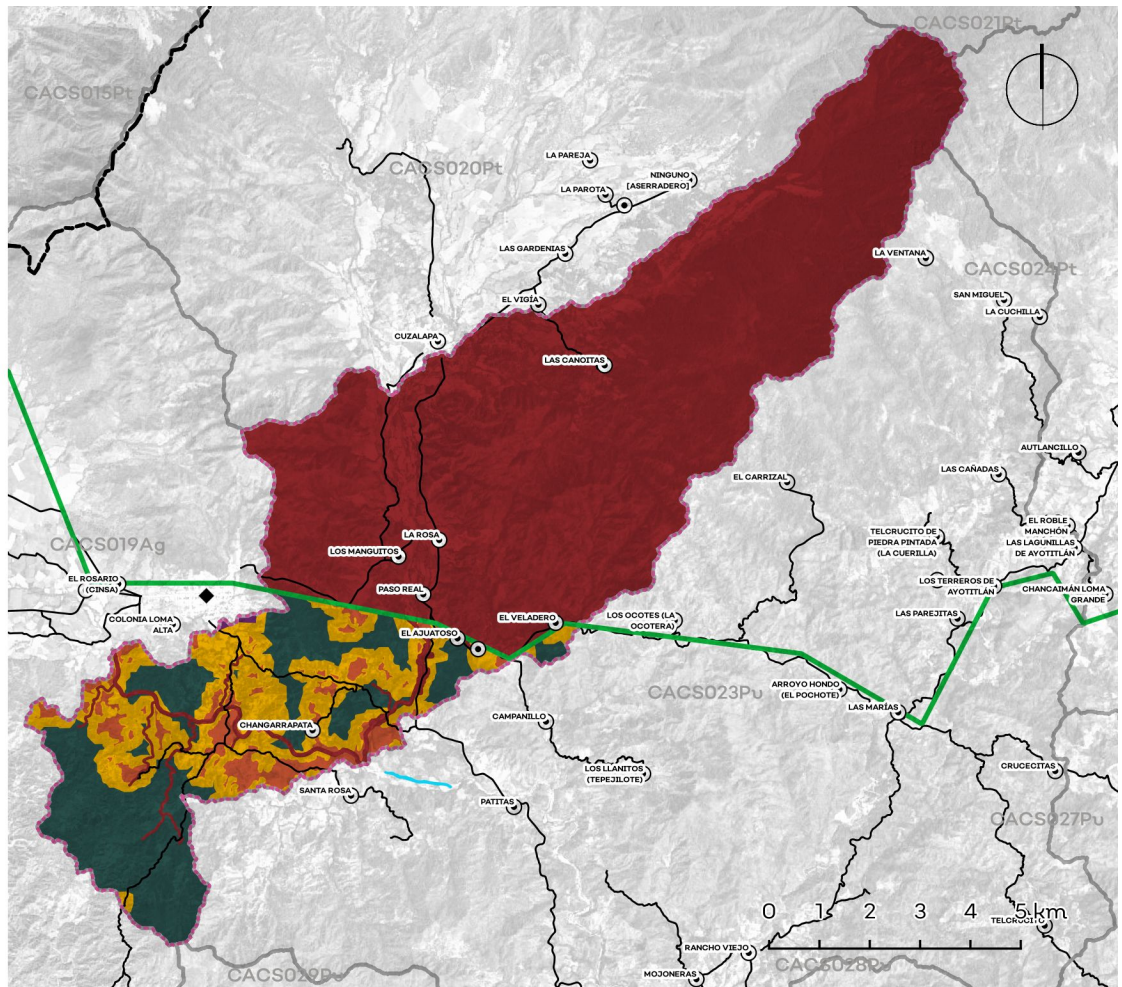 CACS021Pt
CACS015Pt
LA PAREJA
CACS020Pt
NINGUNO
[ASERRADERO]
LA PAROTA
LAS GARDENIAS
LA VENTANA
CACS024Pt
SAN MIGUEL
EL VIGÍA
LA CUCHILLA
CUZALAPA
LAS CANOITAS
AUTLANCILLO
LAS CAÑADAS
EL CARRIZAL
EL ROBLE
MANCHÓN
TELCRUCITO DE
PIEDRA PINTADA
(LA CUERILLA)
LAS LAGUNILLAS
DE AYOTITLÁN
LA ROSA
LOS MANGUITOS
CACS019Ag
EL ROSARIO
(CINSA)
LOS TERREROS DE
AYOTITLÁN
CHANCAIMÁN LOMA
GRANDE
PASO REAL
COLONIA LOMA
ALTA
EL VELADERO
LOS OCOTES (LA
OCOTERA)
LAS PAREJITAS
EL AJUATOSO
ARROYO HONDO
(EL POCHOTE)
CACS023Pu
LAS MARÍAS
CAMPANILLO
CHANGARRAPATA
LOS LLANITOS
(TEPEJILOTE)
CRUCECITAS
SANTA ROSA
PATITAS
CACS027Pu
0 1 2 3 4 5 km
RANCHO VIEJO
CACS028Pu
CACS029Pu
MOJONERAS